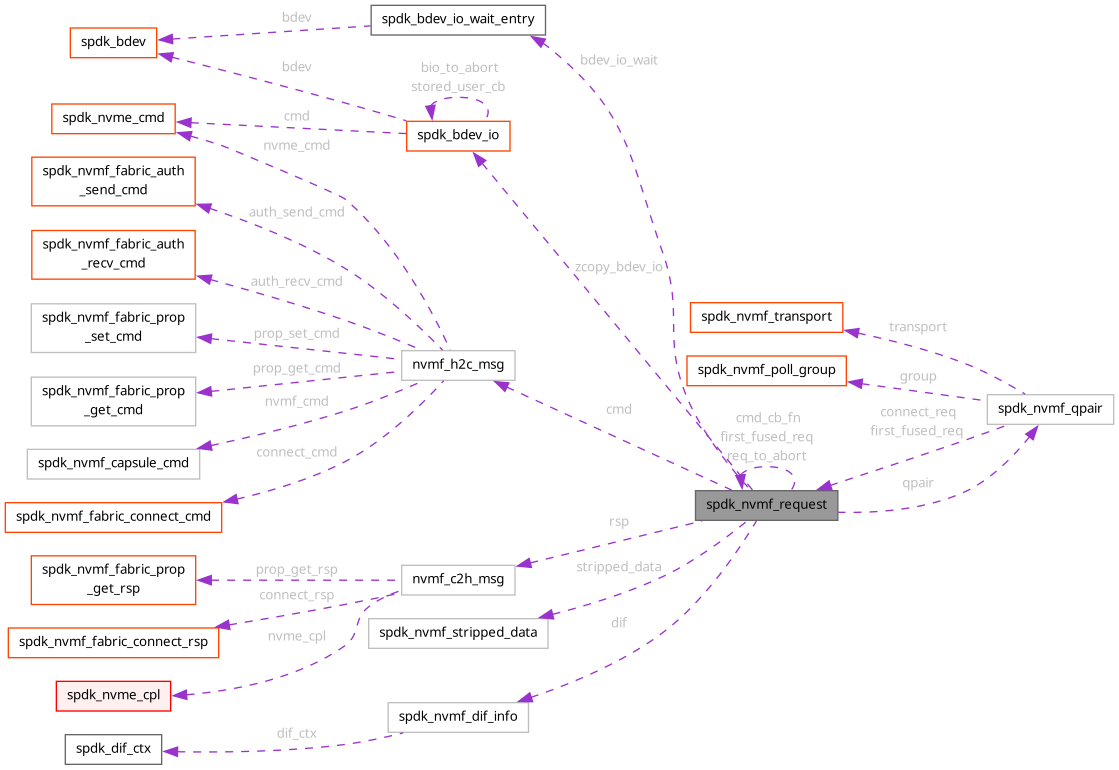 bdev
spdk_bdev_io_wait_entry
spdk_bdev
bdev_io_wait
bdev
bio_to_abort
stored_user_cb
spdk_nvme_cmd
cmd
spdk_bdev_io
nvme_cmd
spdk_nvmf_fabric_auth
_send_cmd
auth_send_cmd
spdk_nvmf_fabric_auth
_recv_cmd
auth_recv_cmd
zcopy_bdev_io
spdk_nvmf_transport
transport
spdk_nvmf_fabric_prop
_set_cmd
prop_set_cmd
nvmf_h2c_msg
spdk_nvmf_poll_group
group
prop_get_cmd
spdk_nvmf_fabric_prop
_get_cmd
nvmf_cmd
cmd
cmd_cb_fn
first_fused_req
req_to_abort
connect_req
first_fused_req
spdk_nvmf_qpair
spdk_nvmf_capsule_cmd
connect_cmd
qpair
spdk_nvmf_request
spdk_nvmf_fabric_connect_cmd
rsp
spdk_nvmf_fabric_prop
_get_rsp
prop_get_rsp
nvmf_c2h_msg
stripped_data
connect_rsp
spdk_nvmf_fabric_connect_rsp
nvme_cpl
spdk_nvmf_stripped_data
dif
spdk_nvme_cpl
spdk_nvmf_dif_info
dif_ctx
spdk_dif_ctx